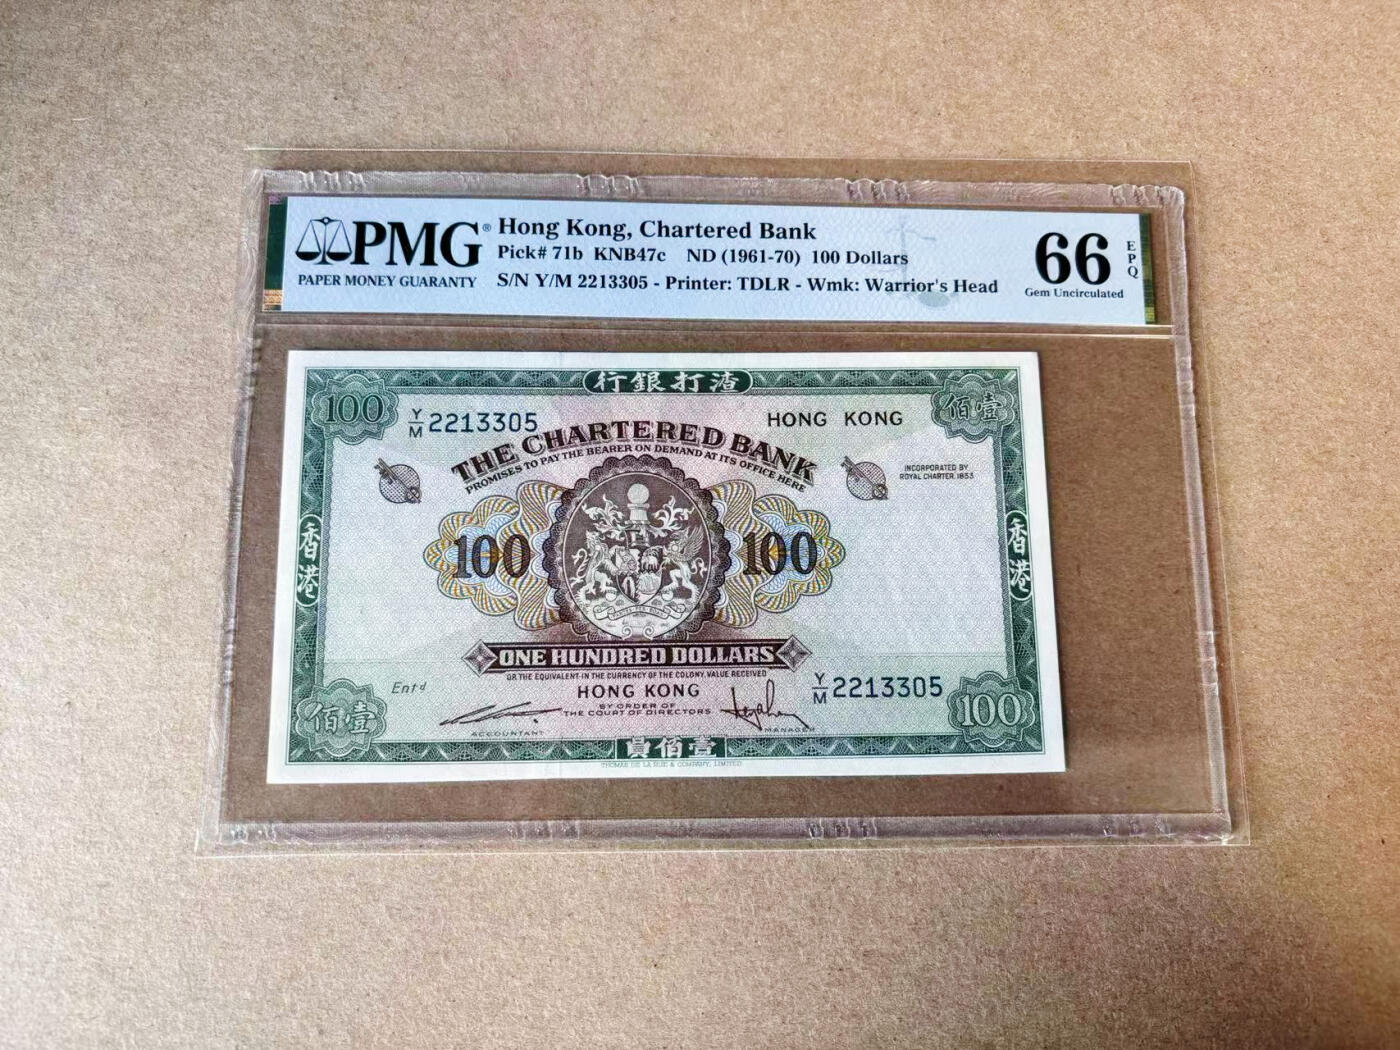 PMG®
PAPER MONEY GUARANTY
Hong Kong, Chartered Bank
Pick# 71b KNB47c ND (1961-70) 100 Dollars
S/N Y/M 2213305 - Printer: TDLR - Wmk: Warrior's Head
66
EPQ
Gem Uncirculated
行銀打渣
100
Y/M 2213305
HONG KONG
佰壹
THE CHARTERED BANK
PROMISES TO PAY THE BEARER ON DEMAND AT ITS OFFICE HERE
INCORPORATED BY
ROYAL CHARTER, 1853
香港
100
100
香港
ONE HUNDRED DOLLARS
OR THE EQUIVALENT IN THE CURRENCY OF THE COLONY, VALUE RECEIVED
Entd
HONG KONG
Y/M 2213305
BY ORDER OF
THE COURT OF DIRECTORS
ACCOUNTANT
MANAGER
佰壹
100
員佰壹
THOMAS DE LA RUE & COMPANY, LIMITED